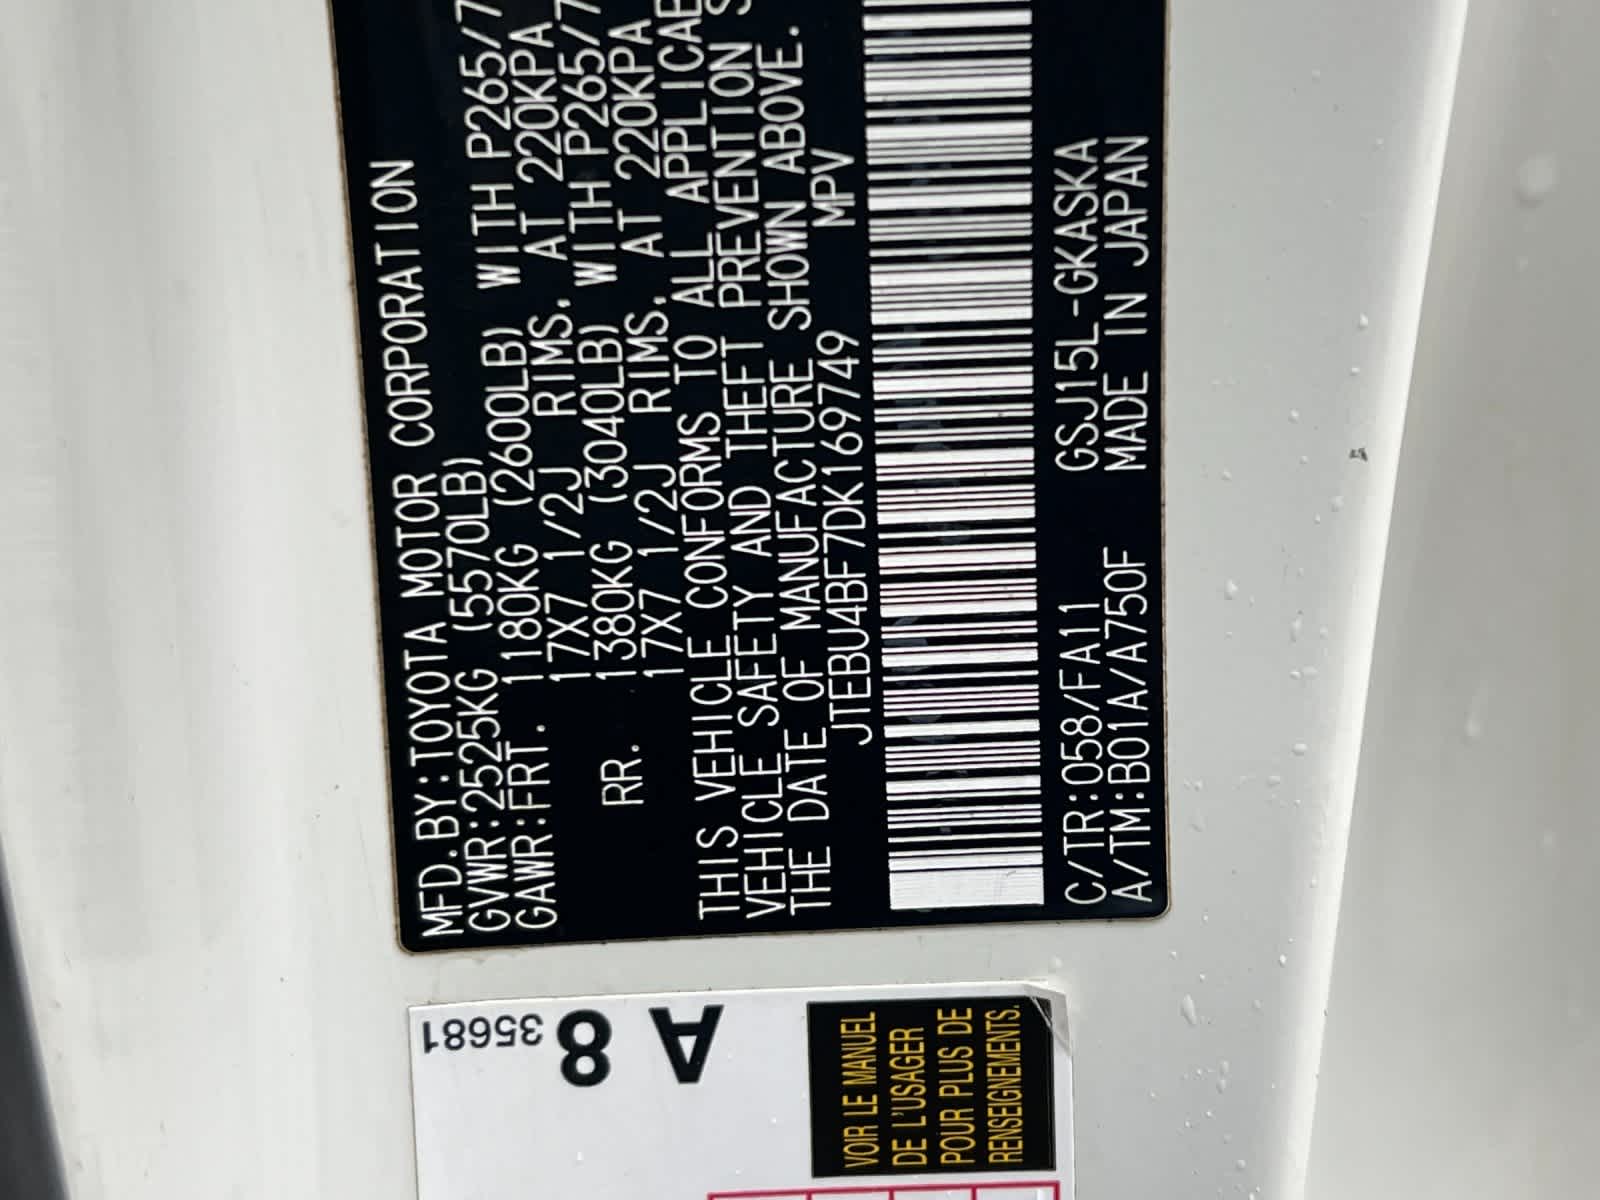 MFD.BY:TOYOTA MOTOR CORPORATION
GVWR:2525KG (5570LB)
GAWR:FRT. 1180KG (2600LB) WITH P265/7
17X7 1/2J RIMS, AT 220KPA
RR. 1380KG (3040LB) WITH P265/7
17X7 1/2J RIMS, AT 220KPA
THIS VEHICLE CONFORMS TO ALL APPLICAB
VEHICLE SAFETY AND THEFT PREVENTION S
THE DATE OF MANUFACTURE SHOWN ABOVE.
JTEBU4BF7DK169749 MPV
C/TR:058/FA11 GSJ15L-GKASKA
A/TM:B01A/A750F MADE IN JAPAN
35681
8
A
VOIR LE MANUEL
DE L'USAGER
POUR PLUS DE
RENSEIGNEMENTS.